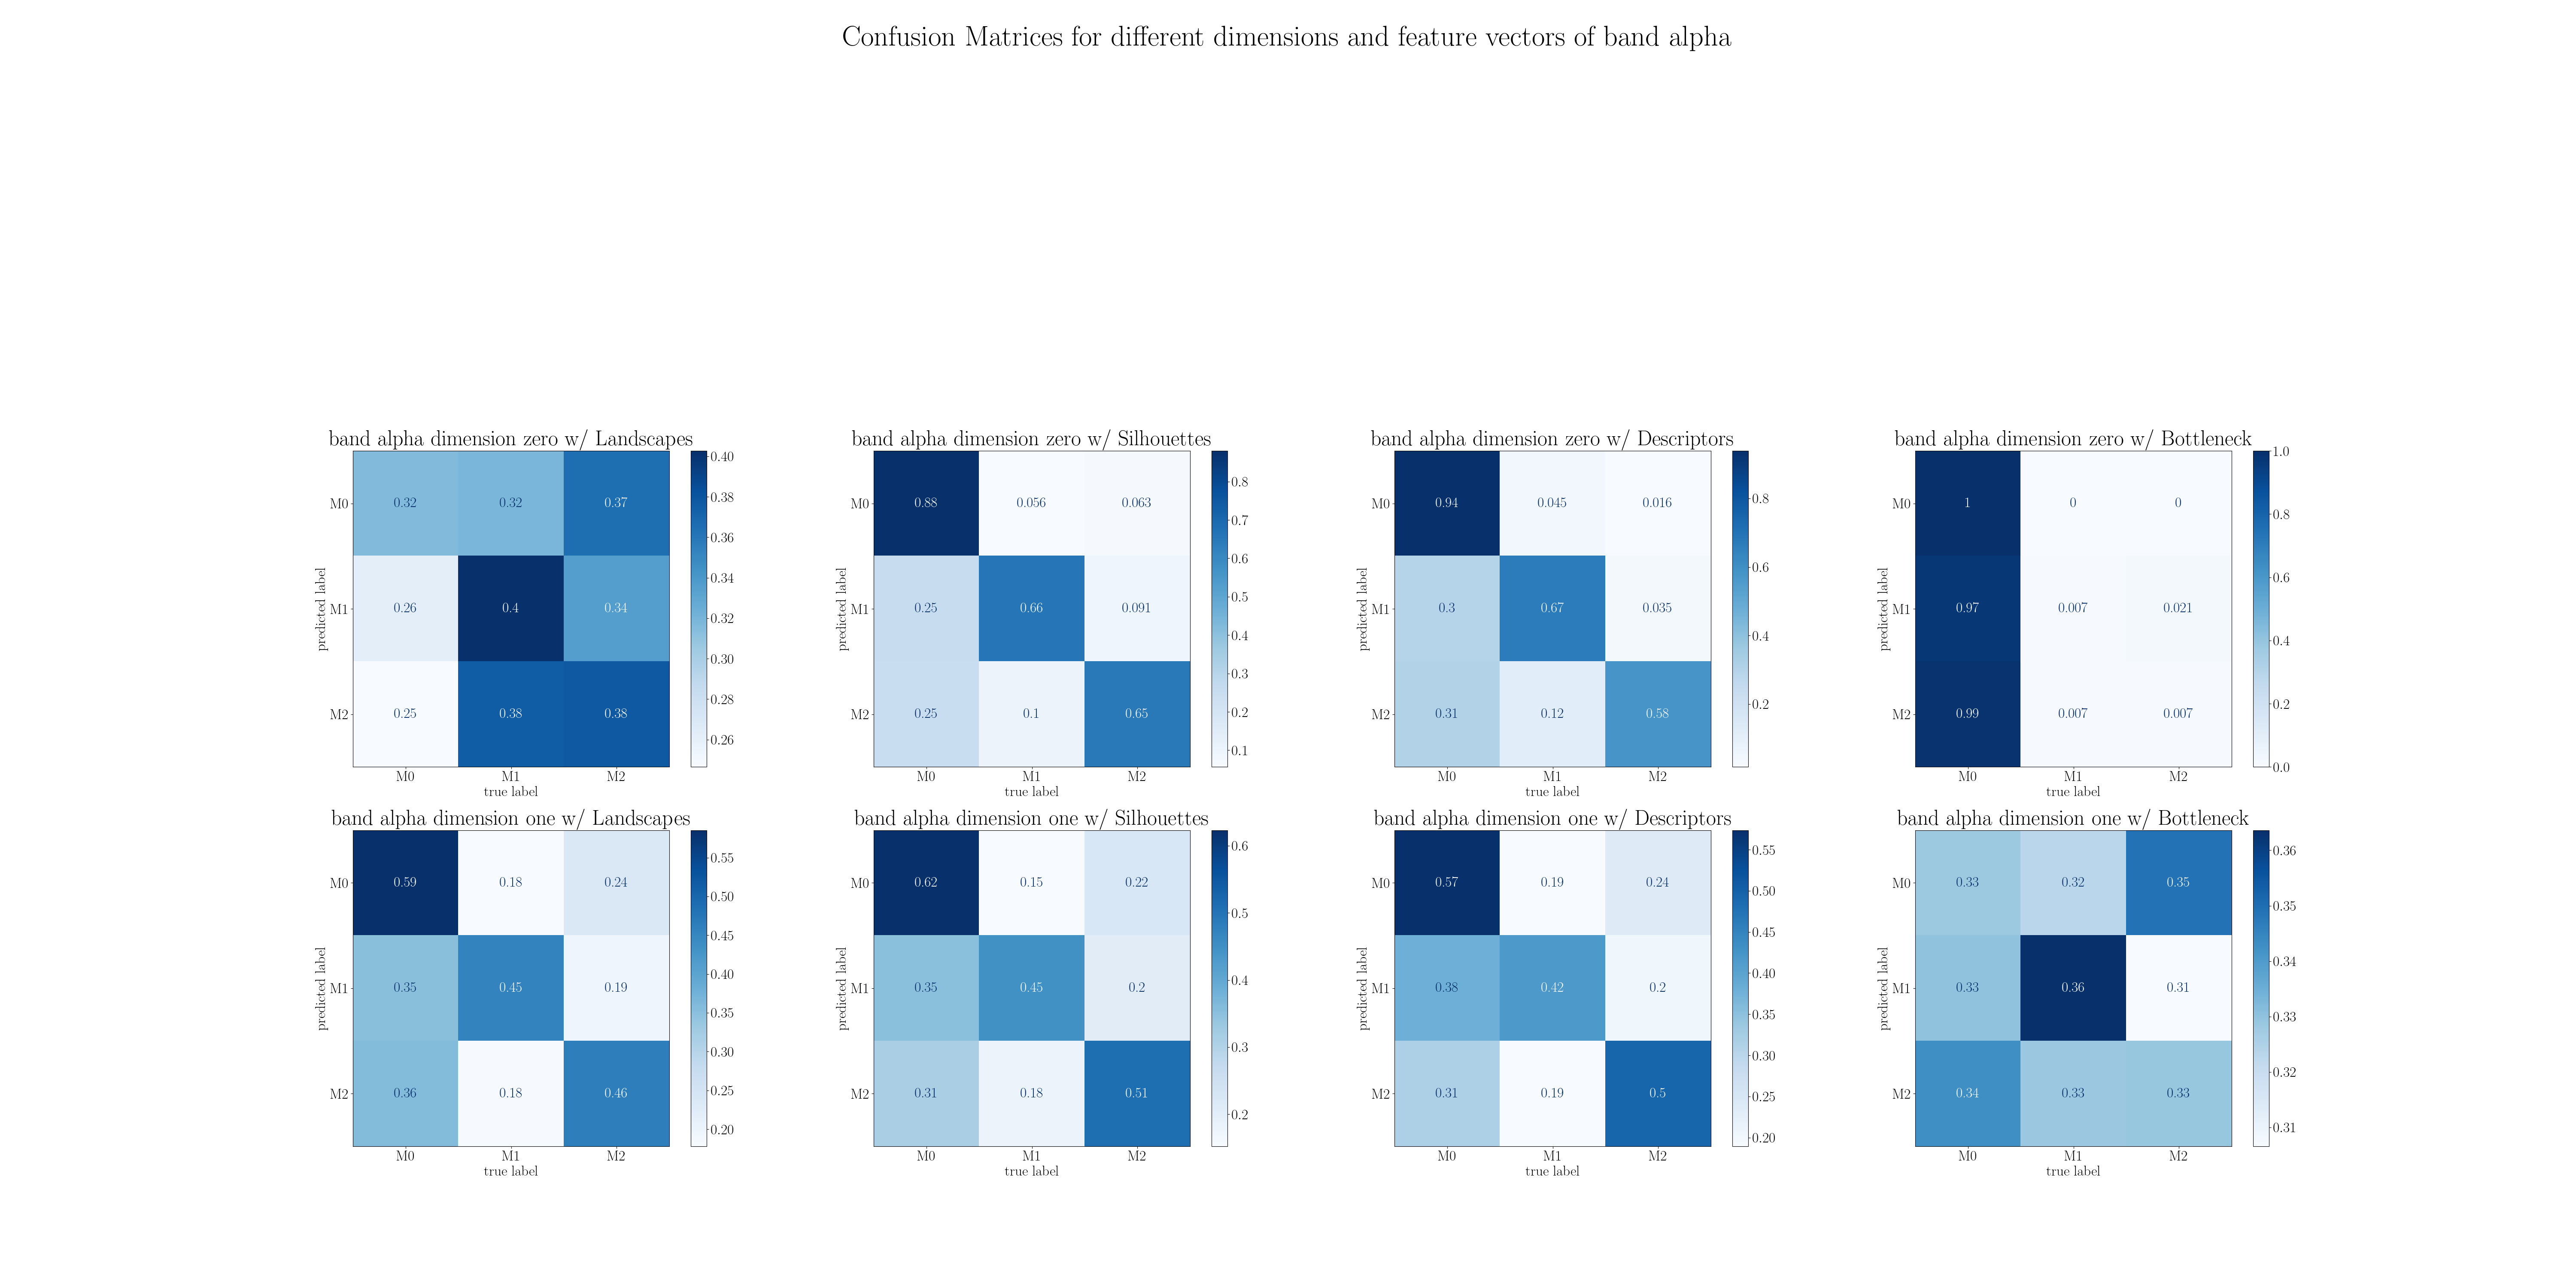 Confusion Matrices for different dimensions and feature vectors of band alpha
band alpha dimension zero w/ Landscapes
M0 0.32 0.32 0.37
M1 0.26 0.4 0.34
M2 0.25 0.38 0.38
M0 M1 M2
true label
predicted label
0.40
0.38
0.36
0.34
0.32
0.30
0.28
0.26
band alpha dimension zero w/ Silhouettes
M0 0.88 0.056 0.063
M1 0.25 0.66 0.091
M2 0.25 0.1 0.65
M0 M1 M2
true label
predicted label
0.8
0.7
0.6
0.5
0.4
0.3
0.2
0.1
band alpha dimension zero w/ Descriptors
M0 0.94 0.045 0.016
M1 0.3 0.67 0.035
M2 0.31 0.12 0.58
M0 M1 M2
true label
predicted label
0.8
0.6
0.4
0.2
band alpha dimension zero w/ Bottleneck
M0 1 0 0
M1 0.97 0.007 0.021
M2 0.99 0.007 0.007
M0 M1 M2
true label
predicted label
1.0
0.8
0.6
0.4
0.2
0.0
band alpha dimension one w/ Landscapes
M0 0.59 0.18 0.24
M1 0.35 0.45 0.19
M2 0.36 0.18 0.46
M0 M1 M2
true label
predicted label
0.55
0.50
0.45
0.40
0.35
0.30
0.25
0.20
band alpha dimension one w/ Silhouettes
M0 0.62 0.15 0.22
M1 0.35 0.45 0.2
M2 0.31 0.18 0.51
M0 M1 M2
true label
predicted label
0.6
0.5
0.4
0.3
0.2
band alpha dimension one w/ Descriptors
M0 0.57 0.19 0.24
M1 0.38 0.42 0.2
M2 0.31 0.19 0.5
M0 M1 M2
true label
predicted label
0.55
0.50
0.45
0.40
0.35
0.30
0.25
0.20
band alpha dimension one w/ Bottleneck
M0 0.33 0.32 0.35
M1 0.33 0.36 0.31
M2 0.34 0.33 0.33
M0 M1 M2
true label
predicted label
0.36
0.35
0.34
0.33
0.32
0.31